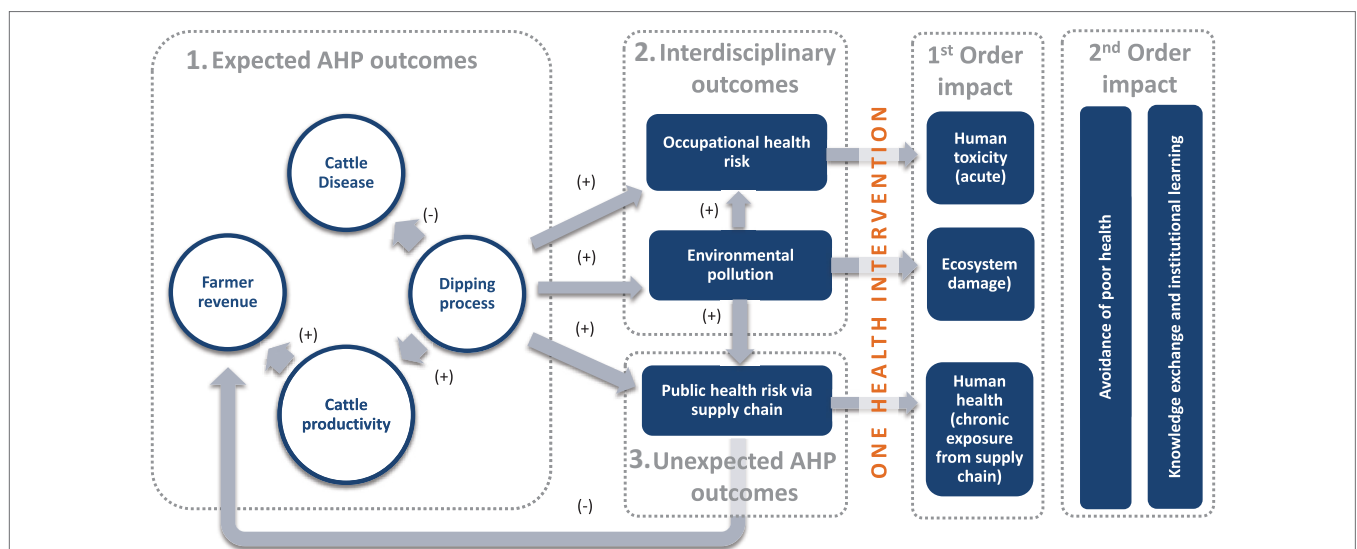 1. Expected AHP outcomes
Cattle
Disease
(-)
Farmer
revenue
Dipping
process
(+)
(+)
Cattle
productivity
(+)
(+)
(+)
2. Interdisciplinary
outcomes
Occupational health
risk
(+)
Environmental
pollution
(+)
Public health risk via
supply chain
3. Unexpected AHP
outcomes
(-)
ONE HEALTH INTERVENTION
1st Order
impact
Human
toxicity
(acute)
Ecosystem
damage)
Human
health
(chronic
exposure
from supply
chain)
2nd Order
impact
Avoidance of poor health
Knowledge exchange and institutional learning